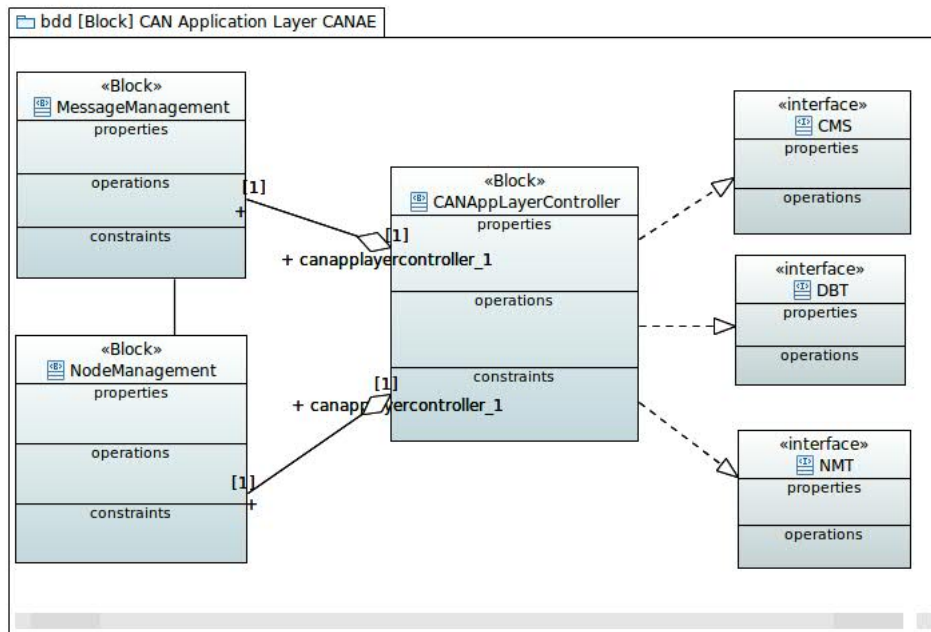 bdd [Block] CAN Application Layer CANAE
«Block»
MessageManagement
properties
operations
constraints
[1]
+
«Block»
NodeManagement
properties
operations
constraints
[1]
+
«Block»
CANAppLayerController
properties
operations
constraints
[1]
+ canapplayercontroller_1
[1]
+ canapplayercontroller_1
«interface»
CMS
properties
operations
«interface»
DBT
properties
operations
«interface»
NMT
properties
operations